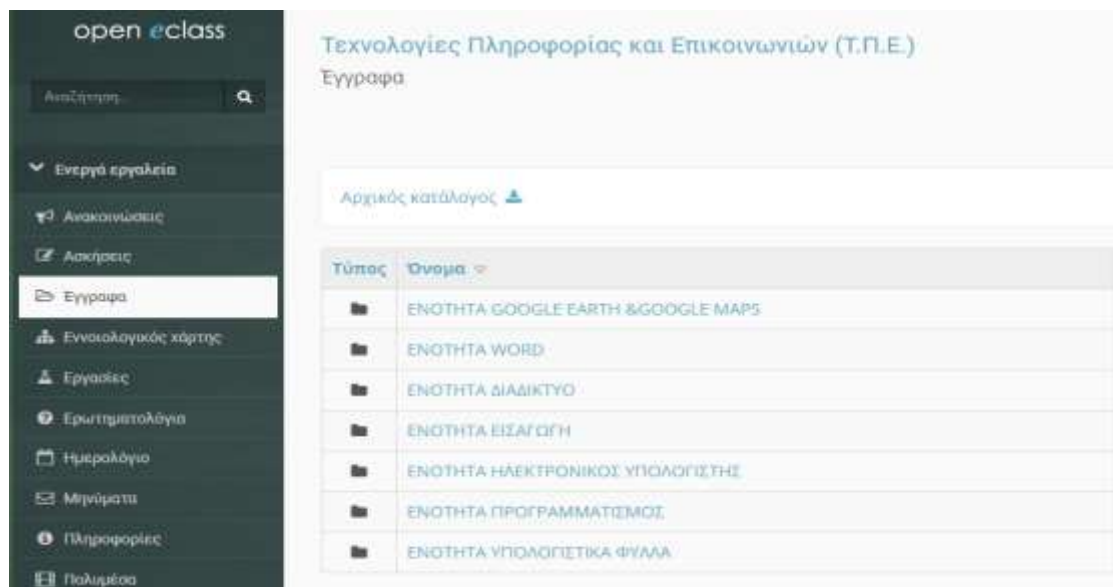 open eclass
Αναζήτηση...
Ενεργά εργαλεία
Ανακοινώσεις
Ασκήσεις
Έγγραφα
Εννοιολογικός χάρτης
Εργασίες
Ερωτηματολόγια
Ημερολόγιο
Μηνύματα
Πληροφορίες
Πολυμέσα
Τεχνολογίες Πληροφορίας και Επικοινωνιών (Τ.Π.Ε.)
Έγγραφα
Αρχικός κατάλογος
Τύπος Όνομα
ΕΝΟΤΗΤΑ GOOGLE EARTH &GOOGLE MAPS
ΕΝΟΤΗΤΑ WORD
ΕΝΟΤΗΤΑ ΔΙΑΔΙΚΤΥΟ
ΕΝΟΤΗΤΑ ΕΙΣΑΓΩΓΗ
ΕΝΟΤΗΤΑ ΗΛΕΚΤΡΟΝΙΚΟΣ ΥΠΟΛΟΓΙΣΤΗΣ
ΕΝΟΤΗΤΑ ΠΡΟΓΡΑΜΜΑΤΙΣΜΟΣ
ΕΝΟΤΗΤΑ ΥΠΟΛΟΓΙΣΤΙΚΑ ΦΥΛΛΑ